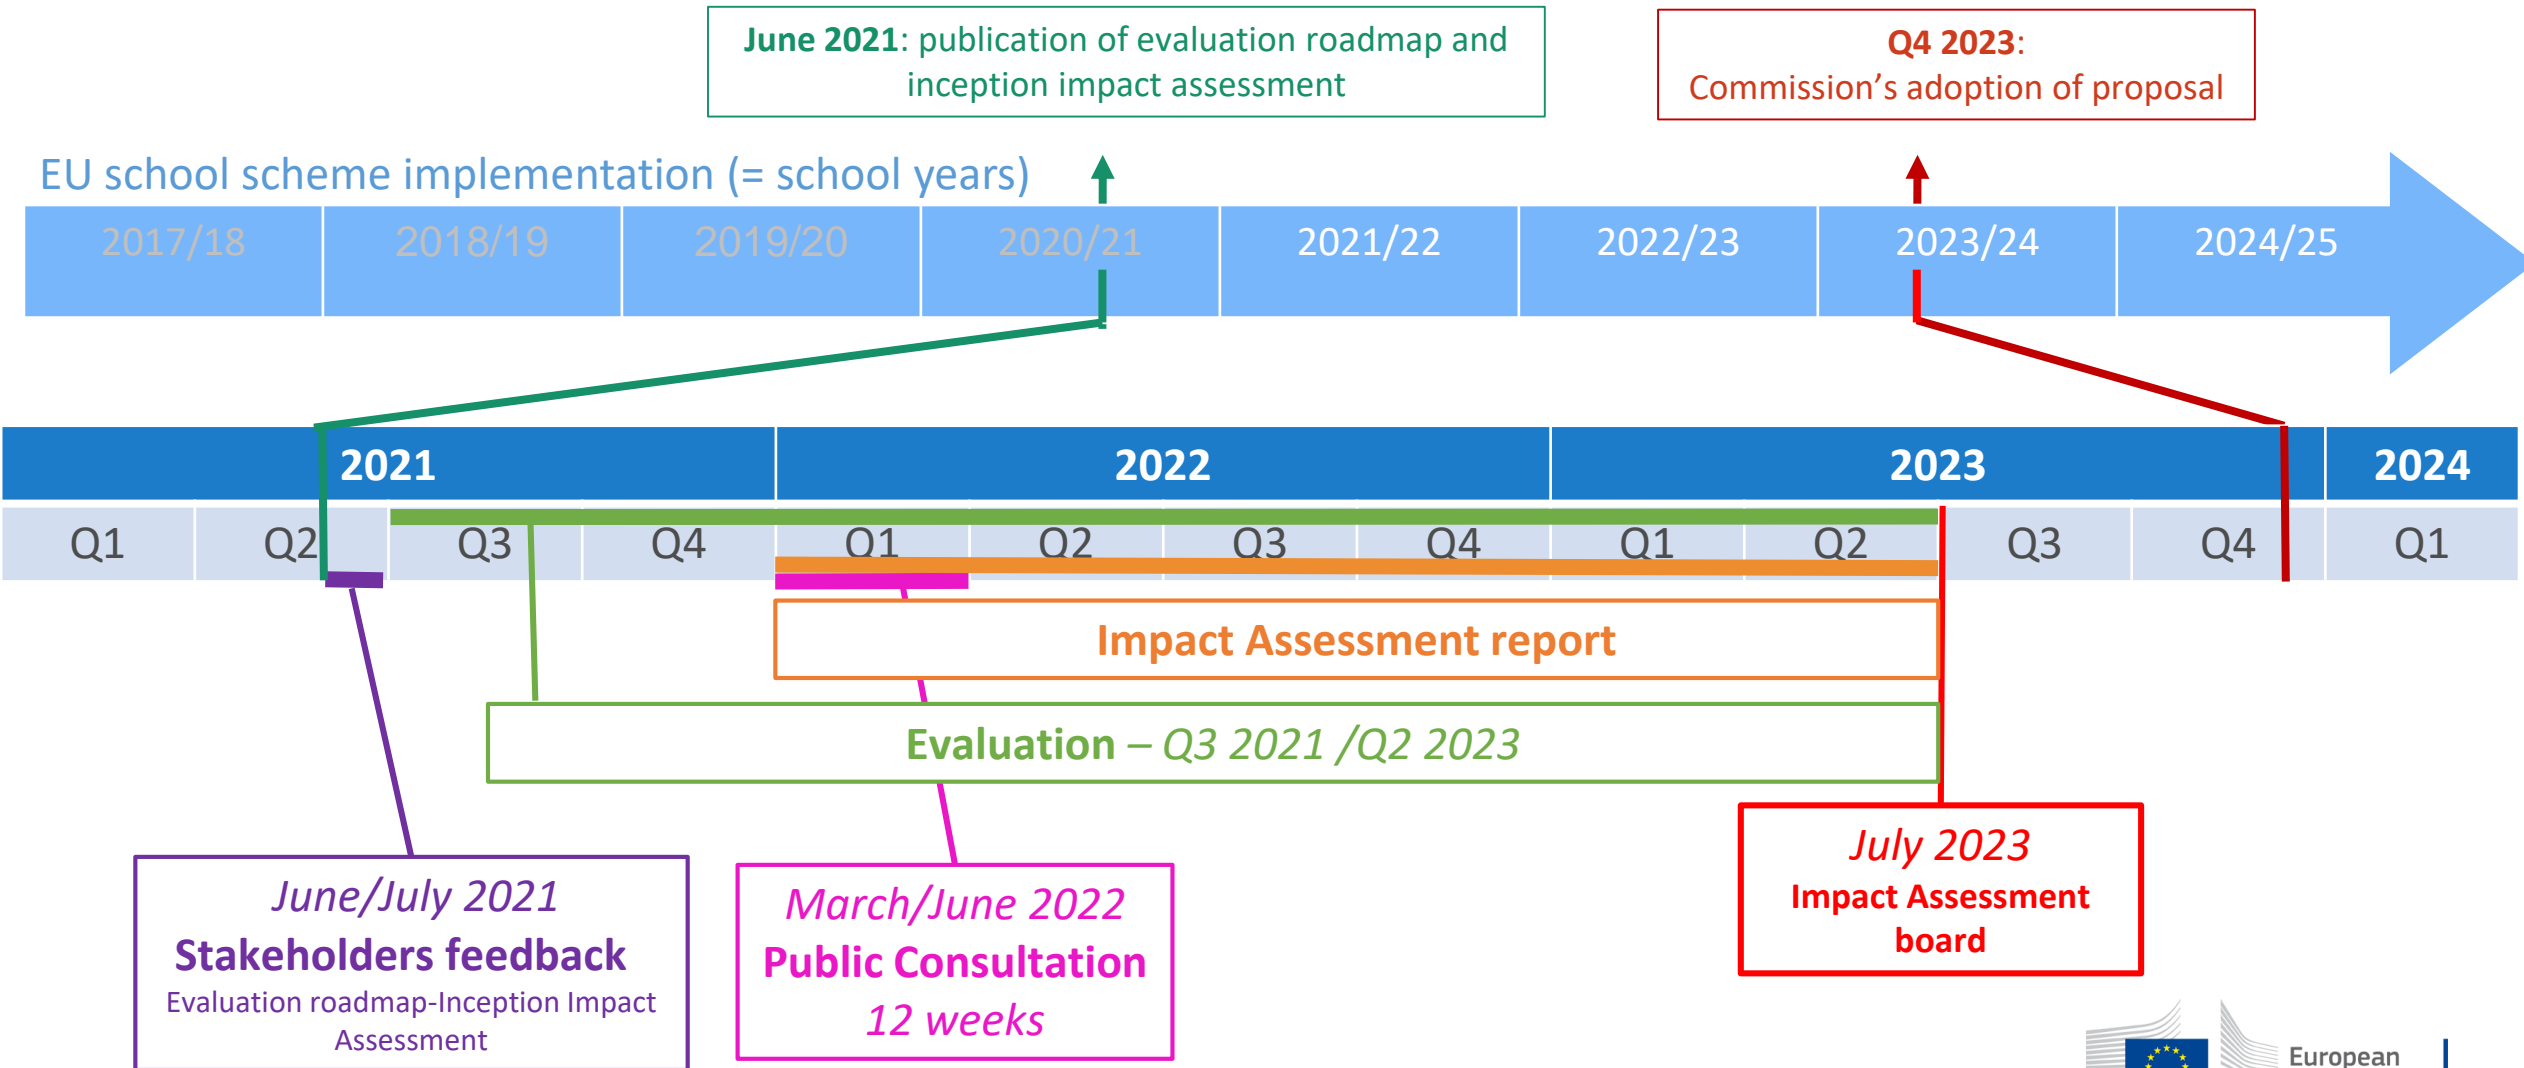 June 2021: publication of evaluation roadmap and
inception impact assessment
Q4 2023:
Commission's adoption of proposal
EU school scheme implementation (= school years)
2017/18 2018/19 2019/20 2020/21 2021/22 2022/23 2023/24 2024/25
2021 2022 2023 2024
Q1 Q2 Q3 Q4 Q1 Q2 Q3 Q4 Q1 Q2 Q3 Q4 Q1
Impact Assessment report
Evaluation – Q3 2021 /Q2 2023
June/July 2021
Stakeholders feedback
Evaluation roadmap-Inception Impact
Assessment
March/June 2022
Public Consultation
12 weeks
July 2023
Impact Assessment
board
European